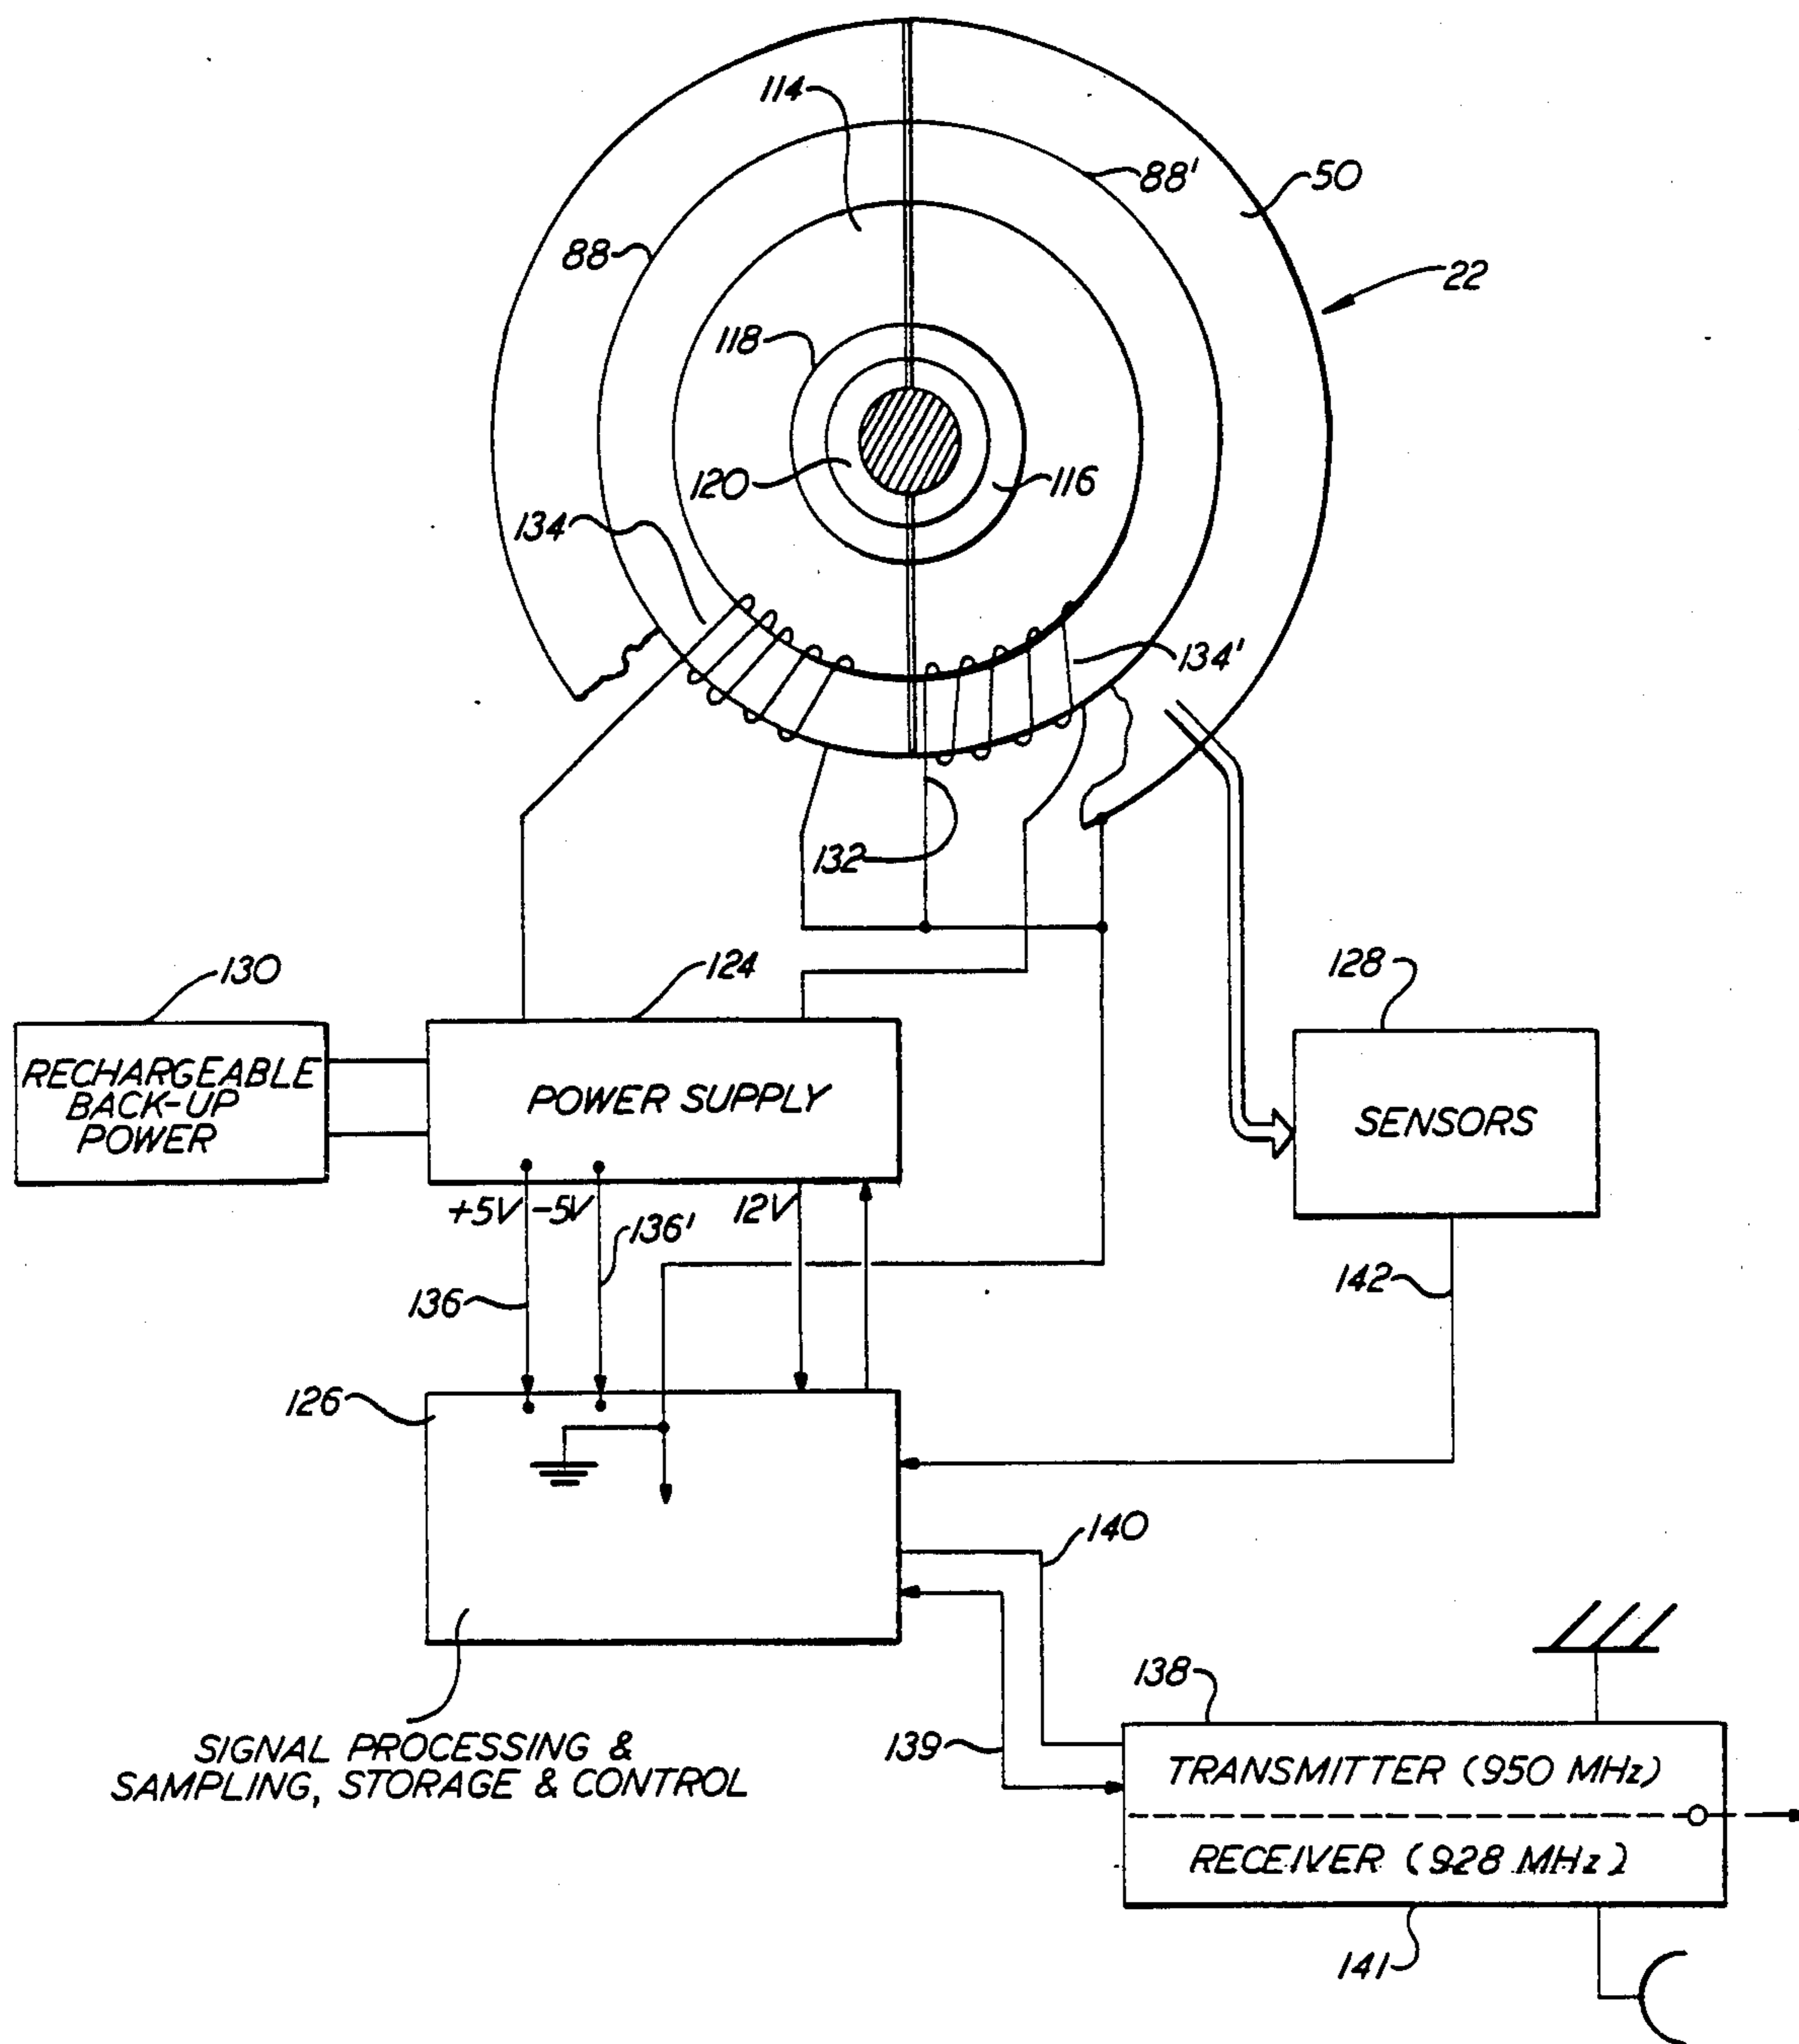 114
88'
50
88
22
118
120
116
134
134'
132
130
124
128
RECHARGEABLE
BACK-UP
POWER
POWER SUPPLY
SENSORS
+5V
-5V
12V
136'
136
142
126
140
138
139
SIGNAL PROCESSING &
SAMPLING, STORAGE & CONTROL
TRANSMITTER (950 MHz)
RECEIVER (928 MHz)
141